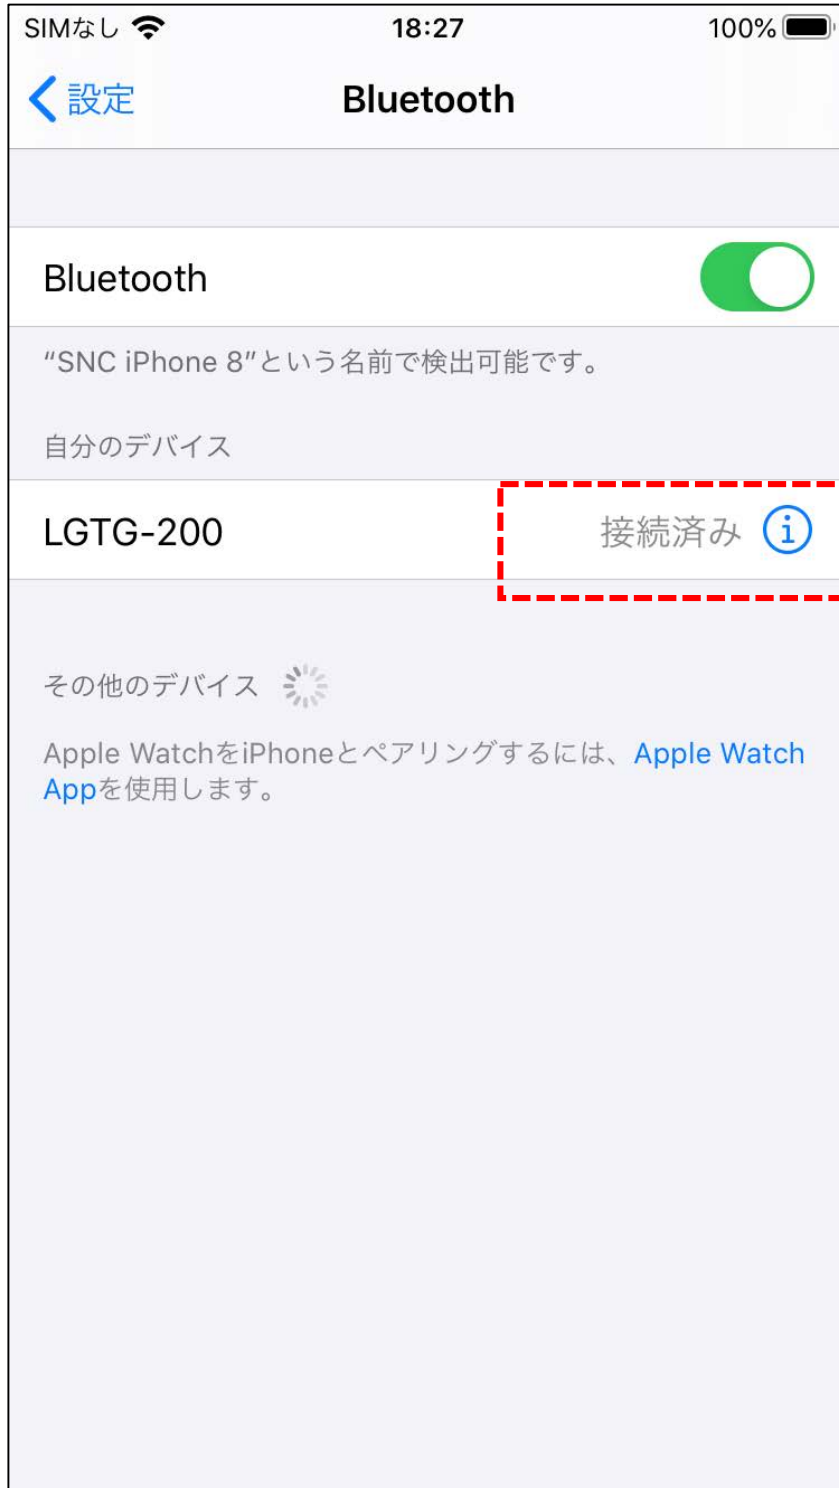 SIMなし 18:27 100%
設定 Bluetooth
Bluetooth
“SNC iPhone 8”という名前で検出可能です。
自分のデバイス
LGTG-200 接続済み i
その他のデバイス
Apple WatchをiPhoneとペアリングするには、Apple Watch
Appを使用します。